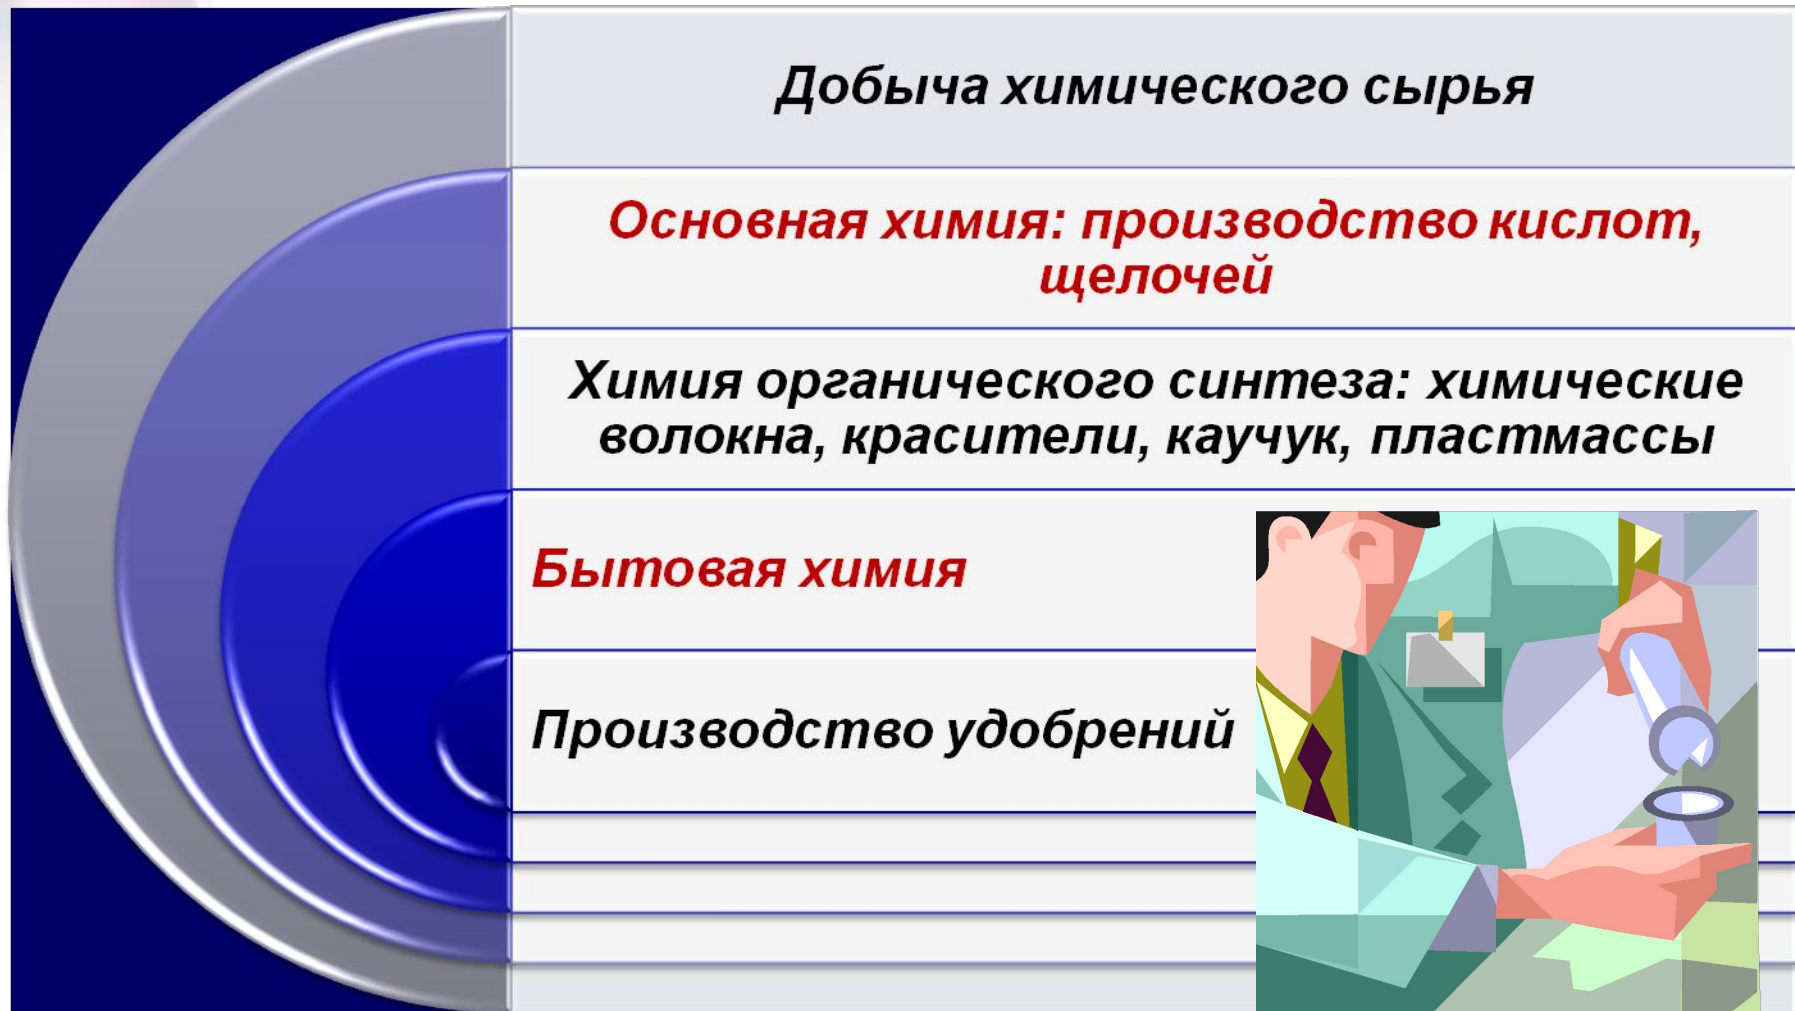 Добыча химического сырья
Основная химия: производство кислот,
щелочей
Химия органического синтеза: химические
волокна, красители, каучук, пластмассы
Бытовая химия
Производство удобрений